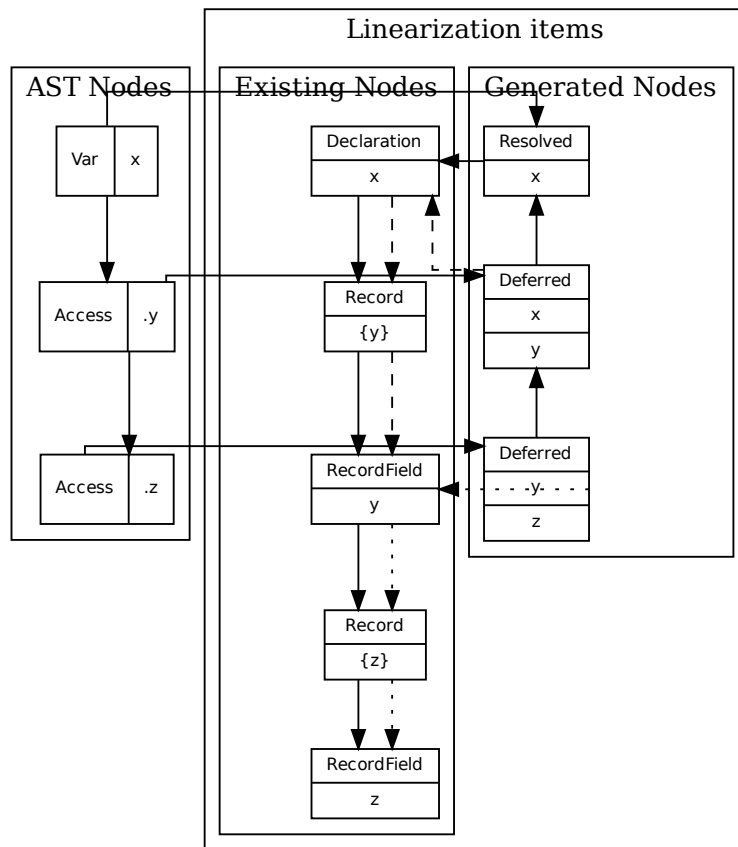 Linearization items
AST Nodes
Existing Nodes
Generated Nodes
Var
x
Declaration
x
Resolved
x
Access
.y
Record
{y}
Deferred
x
y
Access
.z
RecordField
y
Deferred
y
z
Record
{z}
RecordField
z